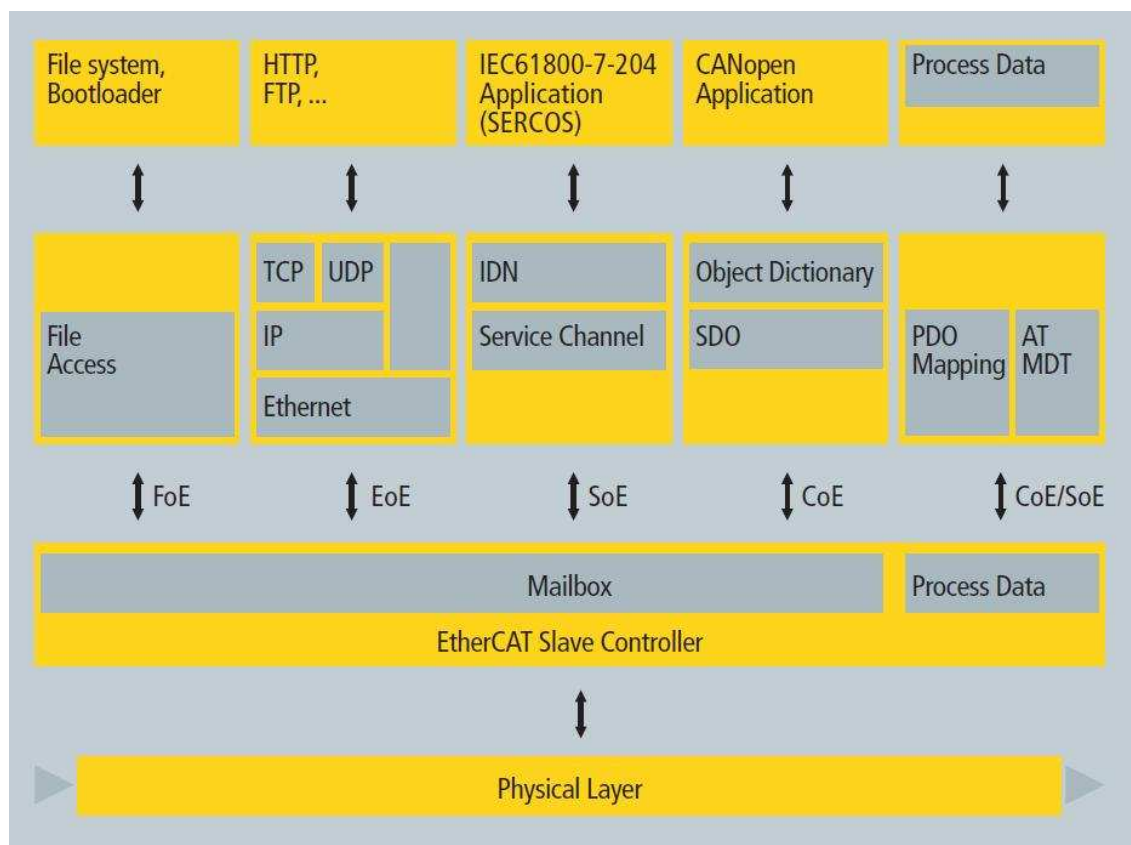 File system,
Bootloader
HTTP,
FTP, ...
IEC61800-7-204
Application
(SERCOS)
CANopen
Application
Process Data
File
Access
TCP
UDP
IP
Ethernet
IDN
Service Channel
Object Dictionary
SDO
PDO
Mapping
AT
MDT
FoE
EoE
SoE
CoE
CoE/SoE
Mailbox
Process Data
EtherCAT Slave Controller
Physical Layer